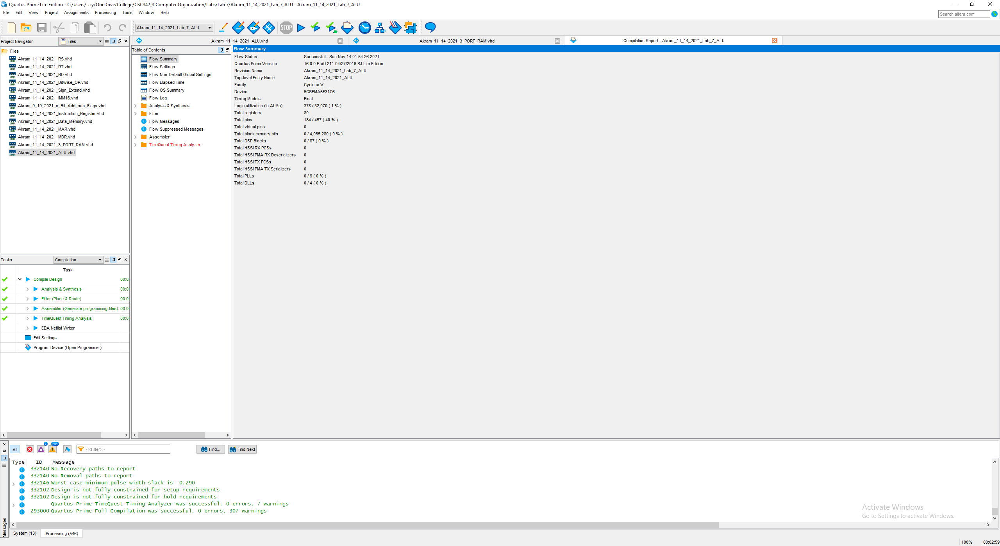 Quartus Prime Lite Edition - C:/Users/Izzy/OneDrive/College/CSC342_3 Computer Organization/Labs/Lab 7/Akram_11_14_2021_Lab_7_ALU - Akram_11_14_2021_Lab_7_ALU
File Edit View Project Assignments Processing Tools Window Help
Search altera.com
Akram_11_14_2021_Lab_7_ALU
STOP
Project Navigator
Files
Files
Akram_11_14_2021_RS.vhd
Akram_11_14_2021_RT.vhd
Akram_11_14_2021_RD.vhd
Akram_11_14_2021_Bitwise_OP.vhd
Akram_11_14_2021_Sign_Extend.vhd
Akram_11_14_2021_IMM16.vhd
Akram_9_19_2021_n_Bit_Add_sub_Flags.vhd
Akram_11_14_2021_Instruction_Register.vhd
Akram_11_14_2021_Data_Memory.vhd
Akram_11_14_2021_MAR.vhd
Akram_11_14_2021_MDR.vhd
Akram_11_14_2021_3_PORT_RAM.vhd
Akram_11_14_2021_ALU.vhd
Tasks
Compilation
Task
Compile Design
Analysis & Synthesis
Fitter (Place & Route)
Assembler (Generate programming files)
TimeQuest Timing Analysis
EDA Netlist Writer
Edit Settings
Program Device (Open Programmer)
Akram_11_14_2021_ALU.vhd
Akram_11_14_2021_3_PORT_RAM.vhd
Compilation Report - Akram_11_14_2021_Lab_7_ALU
Table of Contents
Flow Summary
Flow Settings
Flow Non-Default Global Settings
Flow Elapsed Time
Flow OS Summary
Flow Log
Analysis & Synthesis
Fitter
Flow Messages
Flow Suppressed Messages
Assembler
TimeQuest Timing Analyzer
Flow Summary
Flow Status Successful - Sun Nov 14 01:54:26 2021
Quartus Prime Version 16.0.0 Build 211 04/27/2016 SJ Lite Edition
Revision Name Akram_11_14_2021_Lab_7_ALU
Top-level Entity Name Akram_11_14_2021_ALU
Family Cyclone V
Device 5CSEMA5F31C6
Timing Models Final
Logic utilization (in ALMs) 378 / 32,070 ( 1 % )
Total registers 80
Total pins 184 / 457 ( 40 % )
Total virtual pins 0
Total block memory bits 0 / 4,065,280 ( 0 % )
Total DSP Blocks 0 / 87 ( 0 % )
Total HSSI RX PCSs 0
Total HSSI PMA RX Deserializers 0
Total HSSI TX PCSs 0
Total HSSI PMA TX Serializers 0
Total PLLs 0 / 6 ( 0 % )
Total DLLs 0 / 4 ( 0 % )
All
7
201
<<Filter>>
Find...
Find Next
Type ID Message
332140 No Recovery paths to report
332140 No Removal paths to report
332146 Worst-case minimum pulse width slack is -0.290
332102 Design is not fully constrained for setup requirements
332102 Design is not fully constrained for hold requirements
Quartus Prime TimeQuest Timing Analyzer was successful. 0 errors, 7 warnings
293000 Quartus Prime Full Compilation was successful. 0 errors, 307 warnings
Activate Windows
Go to Settings to activate Windows.
Messages
System (13)
Processing (546)
100%
00:02:59